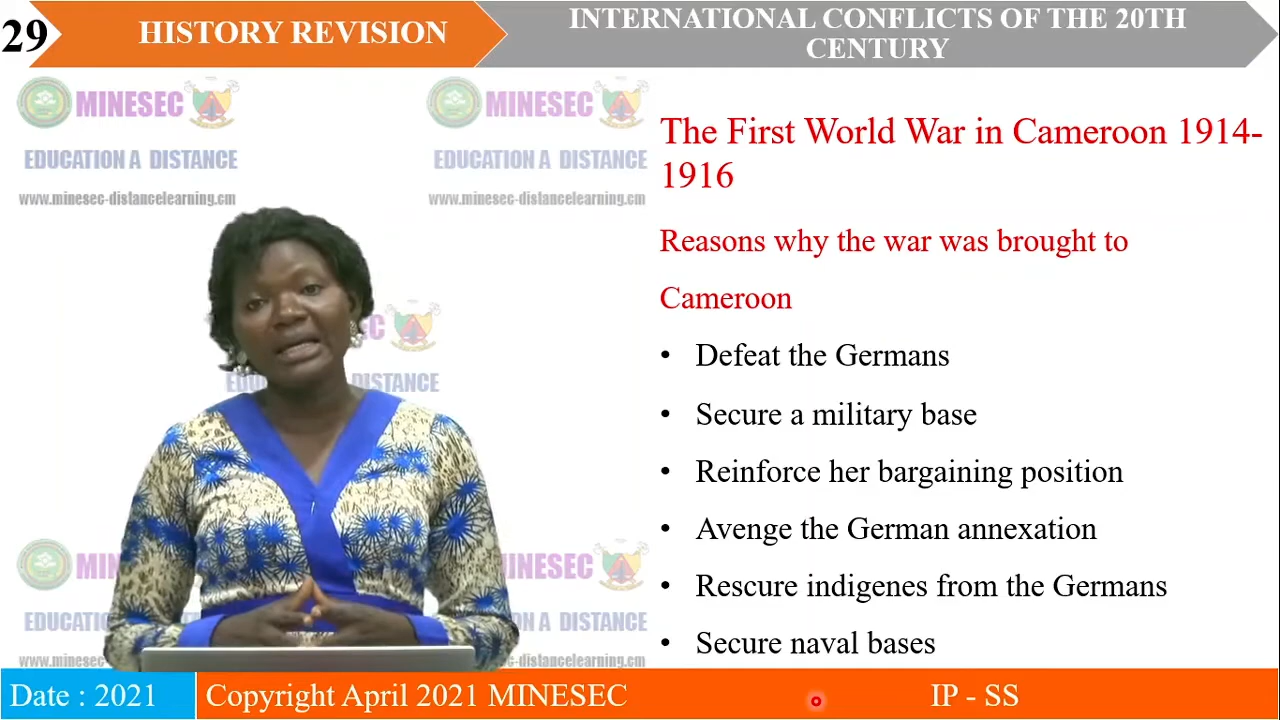 29
HISTORY REVISION
INTERNATIONAL CONFLICTS OF THE 20TH
CENTURY
MINESEC
EDUCATION A DISTANCE
www.minesec-distancelearning.cm
MINESEC
EDUCATION A DISTANCE
www.minesec-distancelearning.cm
The First World War in Cameroon 1914-
1916
Reasons why the war was brought to
Cameroon
• Defeat the Germans
• Secure a military base
• Reinforce her bargaining position
• Avenge the German annexation
• Rescure indigenes from the Germans
• Secure naval bases
Date : 2021
Copyright April 2021 MINESEC
IP - SS